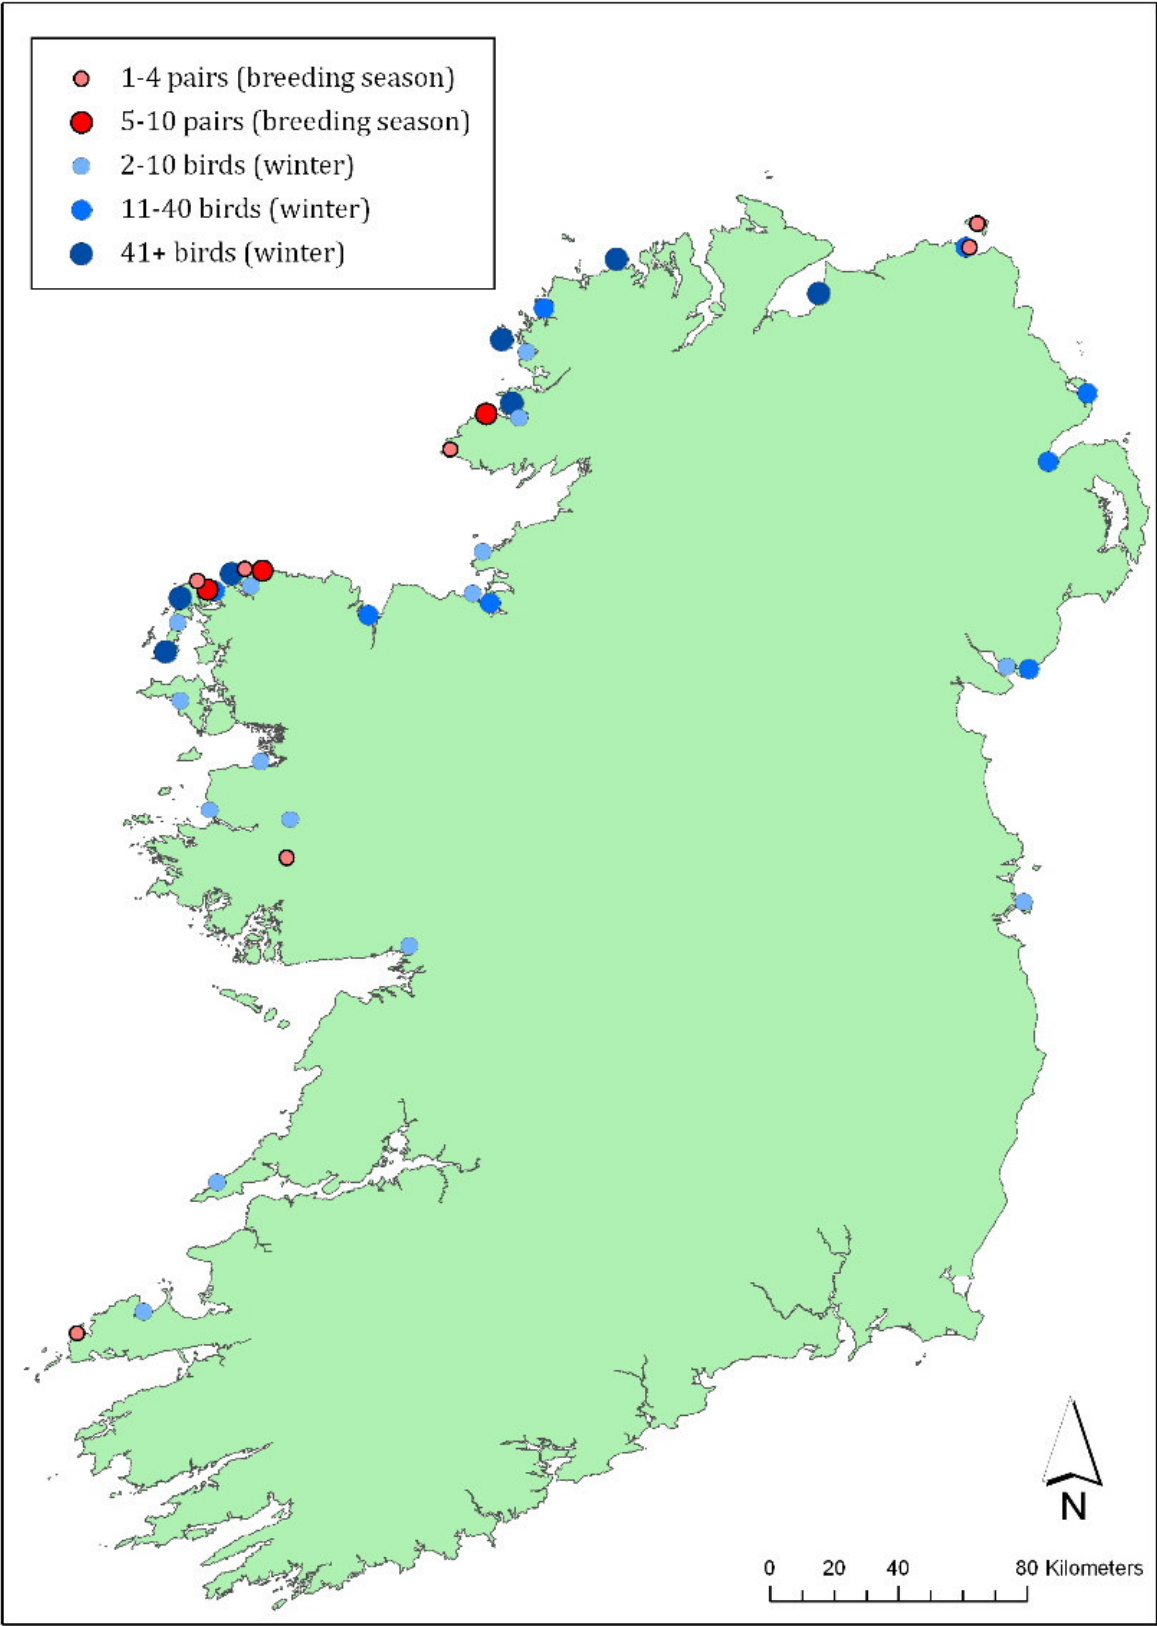 1-4 pairs (breeding season)
5-10 pairs (breeding season)
2-10 birds (winter)
11-40 birds (winter)
41+ birds (winter)
N
0 20 40 80 Kilometers